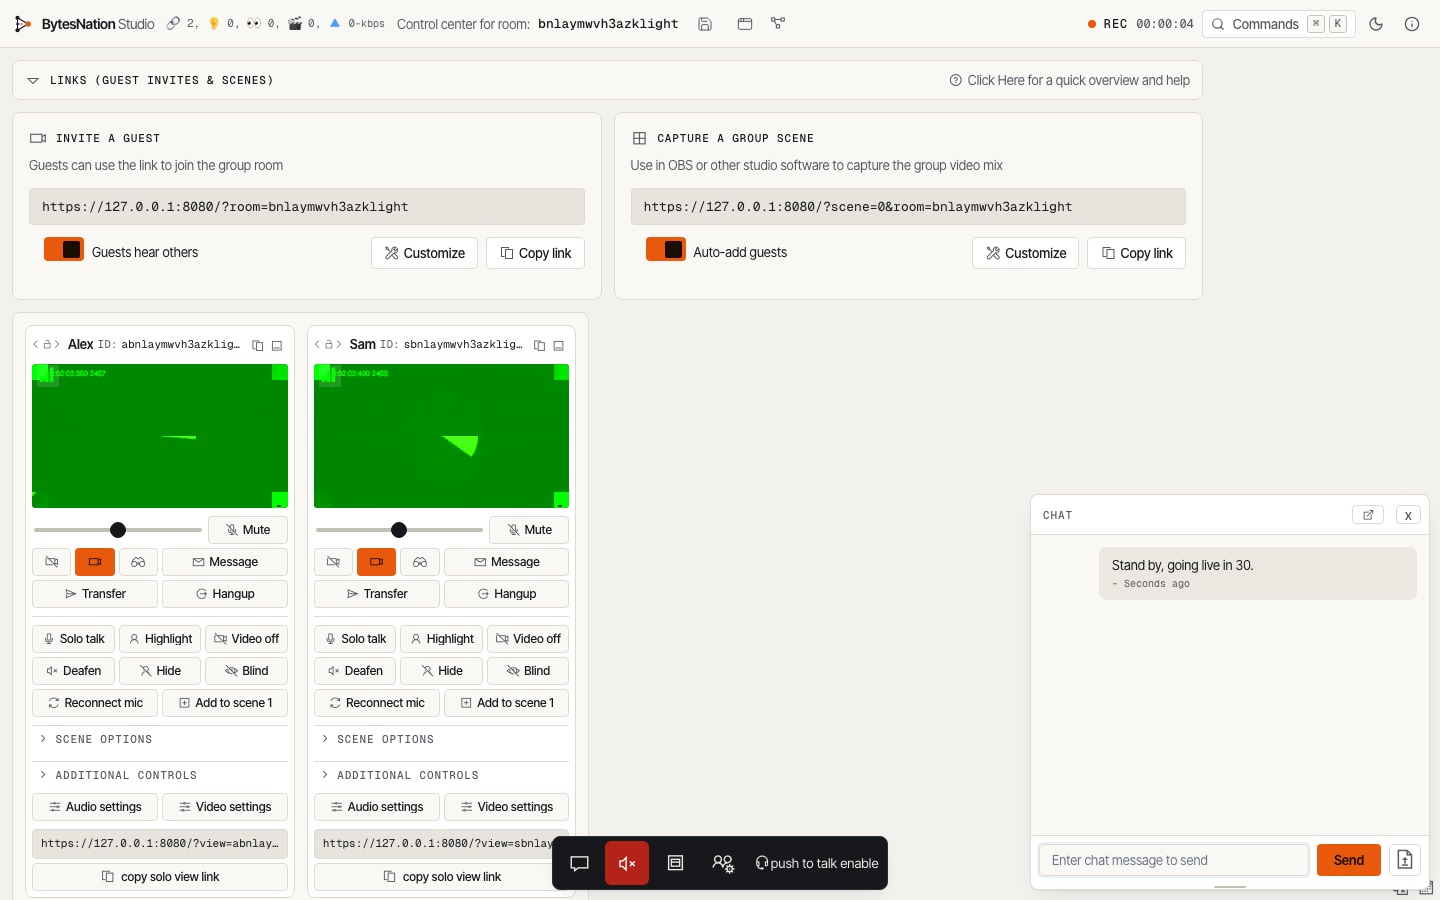 BytesNation Studio 2, 0, 0, 0, 0-kbps Control center for room: bnlaymwvh3azklight REC 00:00:04 Commands ⌘ K
LINKS (GUEST INVITES & SCENES) Click Here for a quick overview and help
INVITE A GUEST
Guests can use the link to join the group room
https://127.0.0.1:8080/?room=bnlaymwvh3azklight
Guests hear others Customize Copy link
CAPTURE A GROUP SCENE
Use in OBS or other studio software to capture the group video mix
https://127.0.0.1:8080/?scene=0&room=bnlaymwvh3azklight
Auto-add guests Customize Copy link
Alex ID: abnlaymwvh3azklig…
Mute
Message
Transfer Hangup
Solo talk Highlight Video off
Deafen Hide Blind
Reconnect mic Add to scene 1
SCENE OPTIONS
ADDITIONAL CONTROLS
Audio settings Video settings
https://127.0.0.1:8080/?view=abnlay…
copy solo view link
Sam ID: sbnlaymwvh3azklig…
Mute
Message
Transfer Hangup
Solo talk Highlight Video off
Deafen Hide Blind
Reconnect mic Add to scene 1
SCENE OPTIONS
ADDITIONAL CONTROLS
Audio settings Video settings
https://127.0.0.1:8080/?view=sbnlay
copy solo view link
push to talk enable
CHAT X
Stand by, going live in 30.
- Seconds ago
Enter chat message to send Send